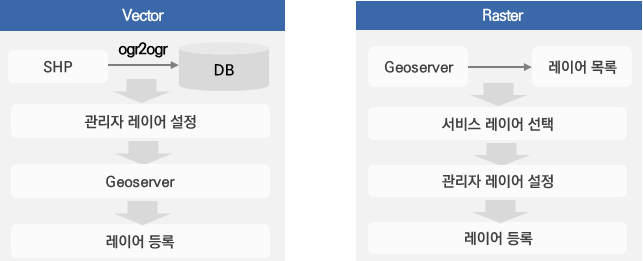 Vector
ogr2ogr
SHP
DB
관리자 레이어 설정
Geoserver
레이어 등록
Raster
Geoserver
레이어 목록
서비스 레이어 선택
관리자 레이어 설정
레이어 등록